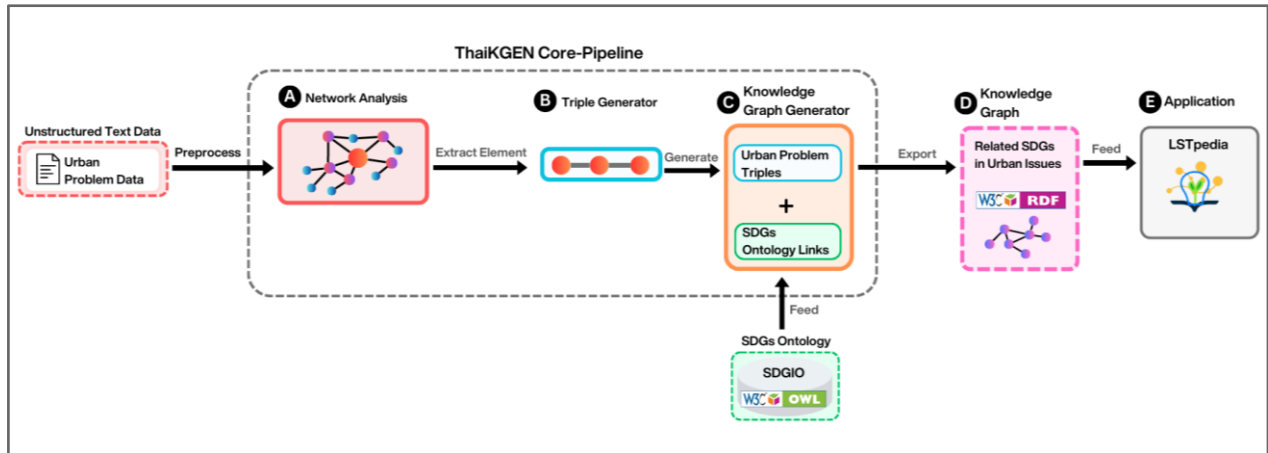 ThaiKGEN Core-Pipeline
Unstructured Text Data
Urban
Problem Data
Preprocess
A Network Analysis
Extract Element
B Triple Generator
Generate
C Knowledge
Graph Generator
Urban Problem
Triples
+
SDGs
Ontology Links
Feed
SDGs Ontology
SDGIO
W3C OWL
Export
D Knowledge
Graph
Related SDGs
in Urban Issues
W3C RDF
Feed
E Application
LSTpedia